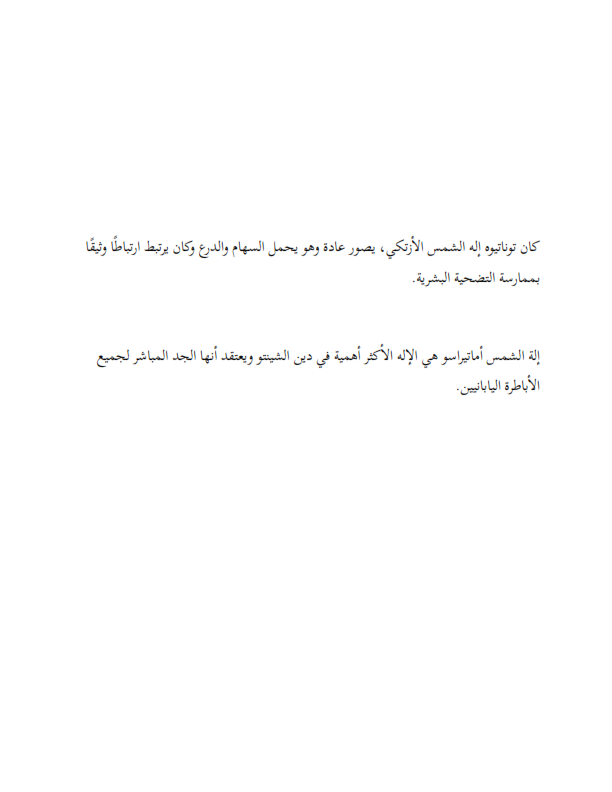 كان توناتيوه إله الشمس الأزتكي، يصور عادة وهو يحمل السهام والدرع وكان يرتبط ارتباطًا وثيقًا
بممارسة التضحية البشرية.
إلة الشمس أماتيراسو هي الإله الأكثر أهمية في دين الشينتو ويعتقد أنها الجد المباشر لجميع
الأباطرة اليابانيين.